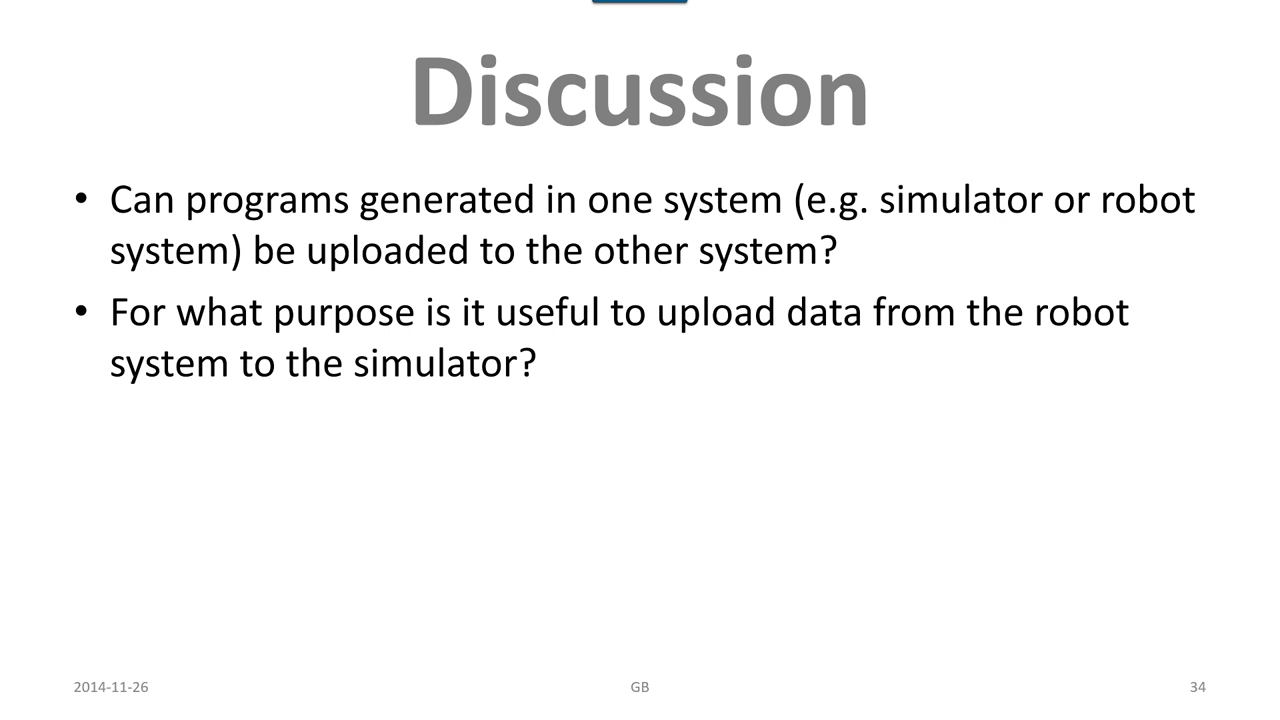 Discussion
• Can programs generated in one system (e.g. simulator or robot
system) be uploaded to the other system?
• For what purpose is it useful to upload data from the robot
system to the simulator?
2014-11-26
GB
34